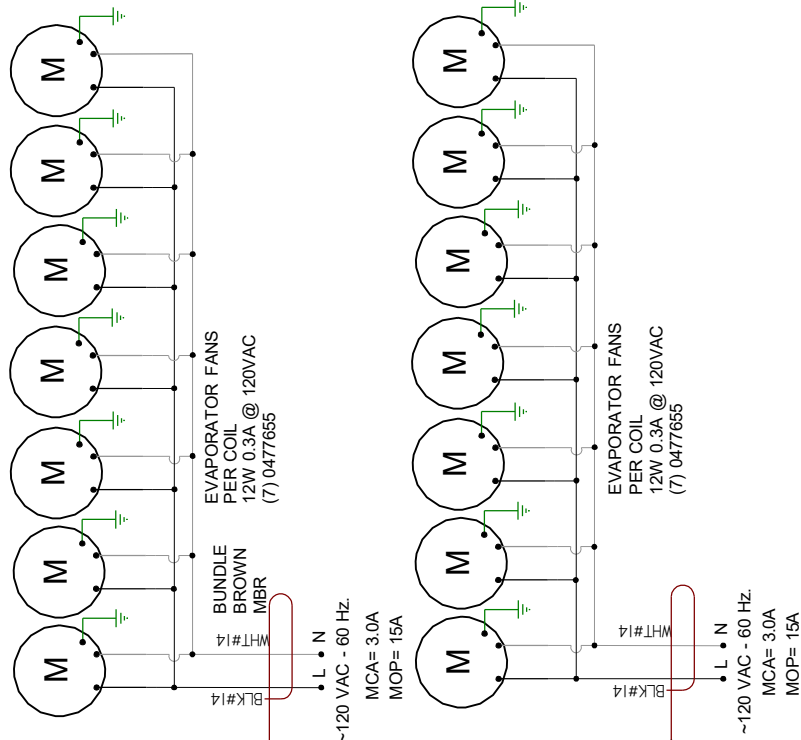 M
M
M
M
M
M
M
EVAPORATOR FANS
PER COIL
12W 0.3A @ 120VAC
(7) 0477655
BUNDLE
BROWN
MBR
WHT#14
BLK#14
L N
~120 VAC - 60 Hz.
MCA= 3.0A
MOP= 15A
M
M
M
M
M
M
M
EVAPORATOR FANS
PER COIL
12W 0.3A @ 120VAC
(7) 0477655
WHT#14
BLK#14
L N
~120 VAC - 60 Hz.
MCA= 3.0A
MOP= 15A